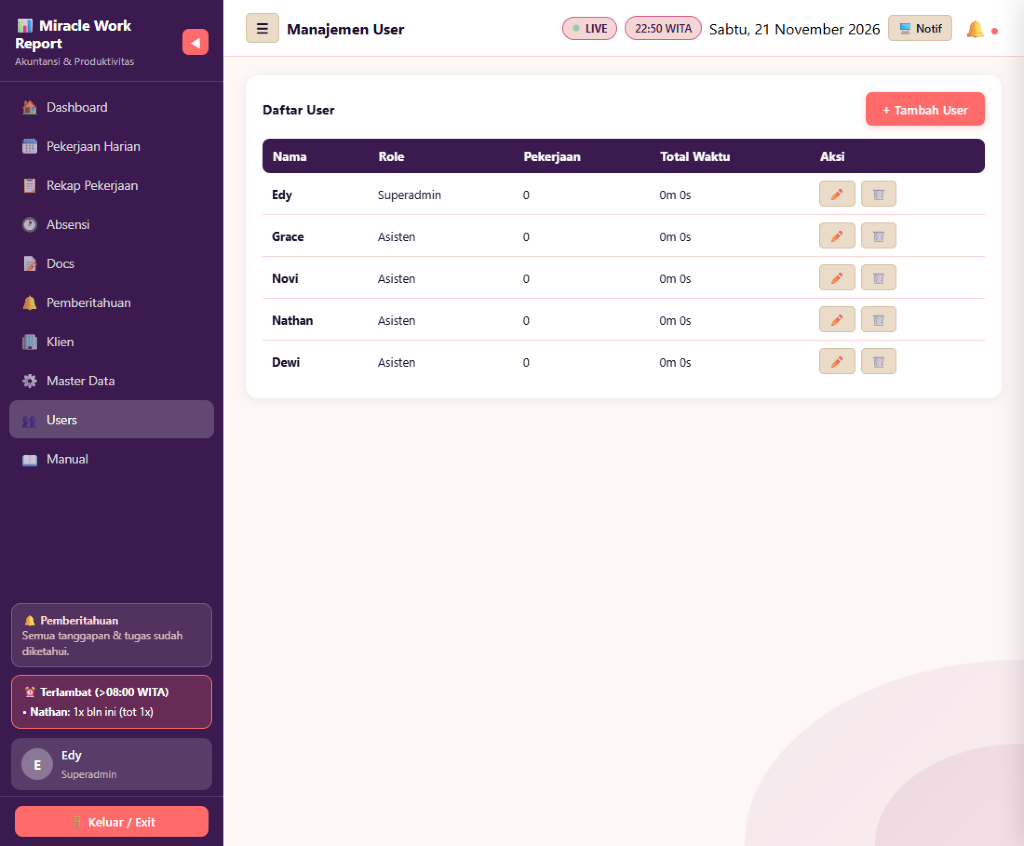 Miracle Work
Report
Akuntansi & Produktivitas
Dashboard
Pekerjaan Harian
Rekap Pekerjaan
Absensi
Docs
Pemberitahuan
Klien
Master Data
Users
Manual
Pemberitahuan
Semua tanggapan & tugas sudah
diketahui.
Terlambat (>08:00 WITA)
• Nathan: 1x bln ini (tot 1x)
E
Edy
Superadmin
Keluar / Exit
Manajemen User
LIVE
22:50 WITA
Sabtu, 21 November 2026
Notif
Daftar User
+ Tambah User
Nama Role Pekerjaan Total Waktu Aksi
Edy Superadmin 0 0m 0s
Grace Asisten 0 0m 0s
Novi Asisten 0 0m 0s
Nathan Asisten 0 0m 0s
Dewi Asisten 0 0m 0s